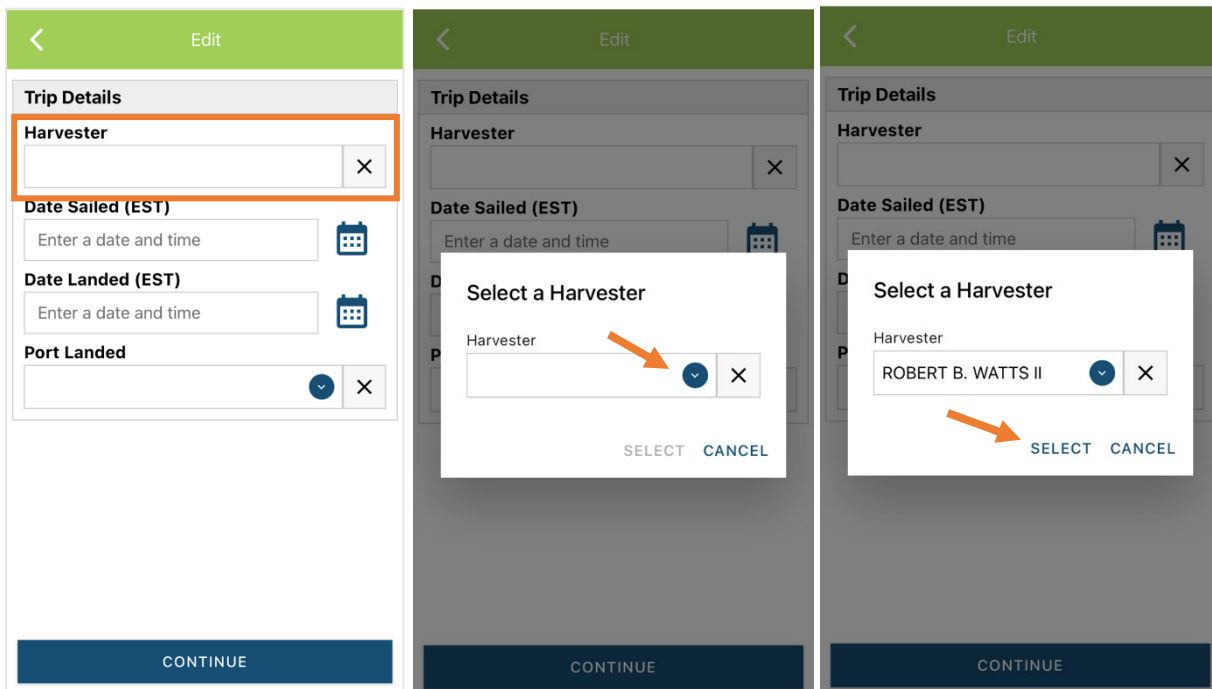 Edit
Trip Details
Harvester
Date Sailed (EST)
Enter a date and time
Date Landed (EST)
Enter a date and time
Port Landed
CONTINUE
Edit
Trip Details
Harvester
Date Sailed (EST)
Enter a date and time
D
Select a Harvester
Harvester
P
SELECT CANCEL
CONTINUE
Edit
Trip Details
Harvester
Date Sailed (EST)
Enter a date and time
D
Select a Harvester
Harvester
P
ROBERT B. WATTS II
SELECT CANCEL
CONTINUE